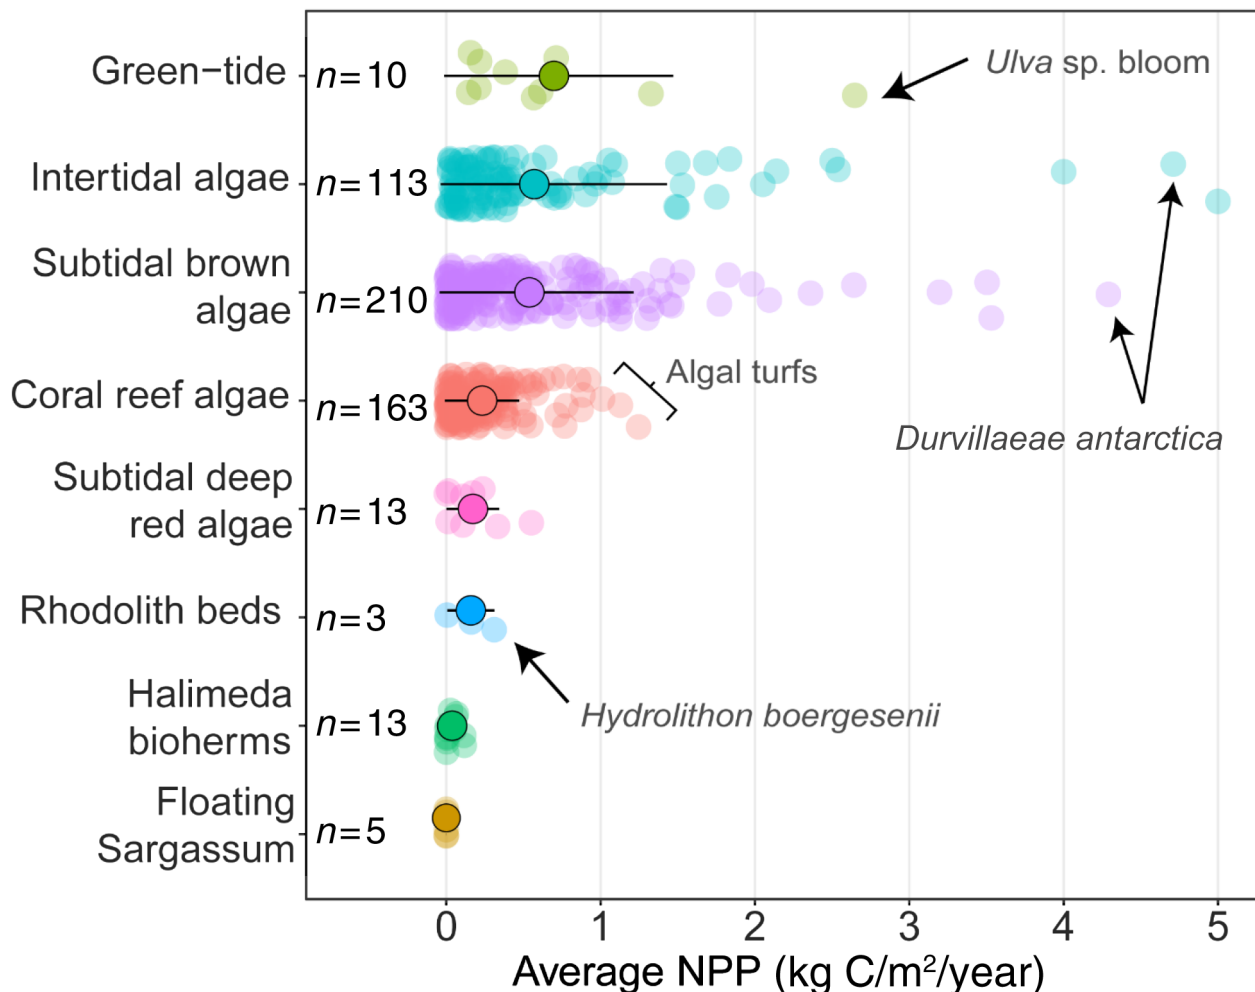 Green−tide
n=10
Ulva sp. bloom
Intertidal algae
n=113
Subtidal brown
algae
n=210
Coral reef algae
n=163
Algal turfs
Durvillaeae antarctica
Subtidal deep
red algae
n=13
Rhodolith beds
n=3
Hydrolithon boergesenii
Halimeda
bioherms
n=13
Floating
Sargassum
n=5
0 1 2 3 4 5
Average NPP (kg C/m²/year)